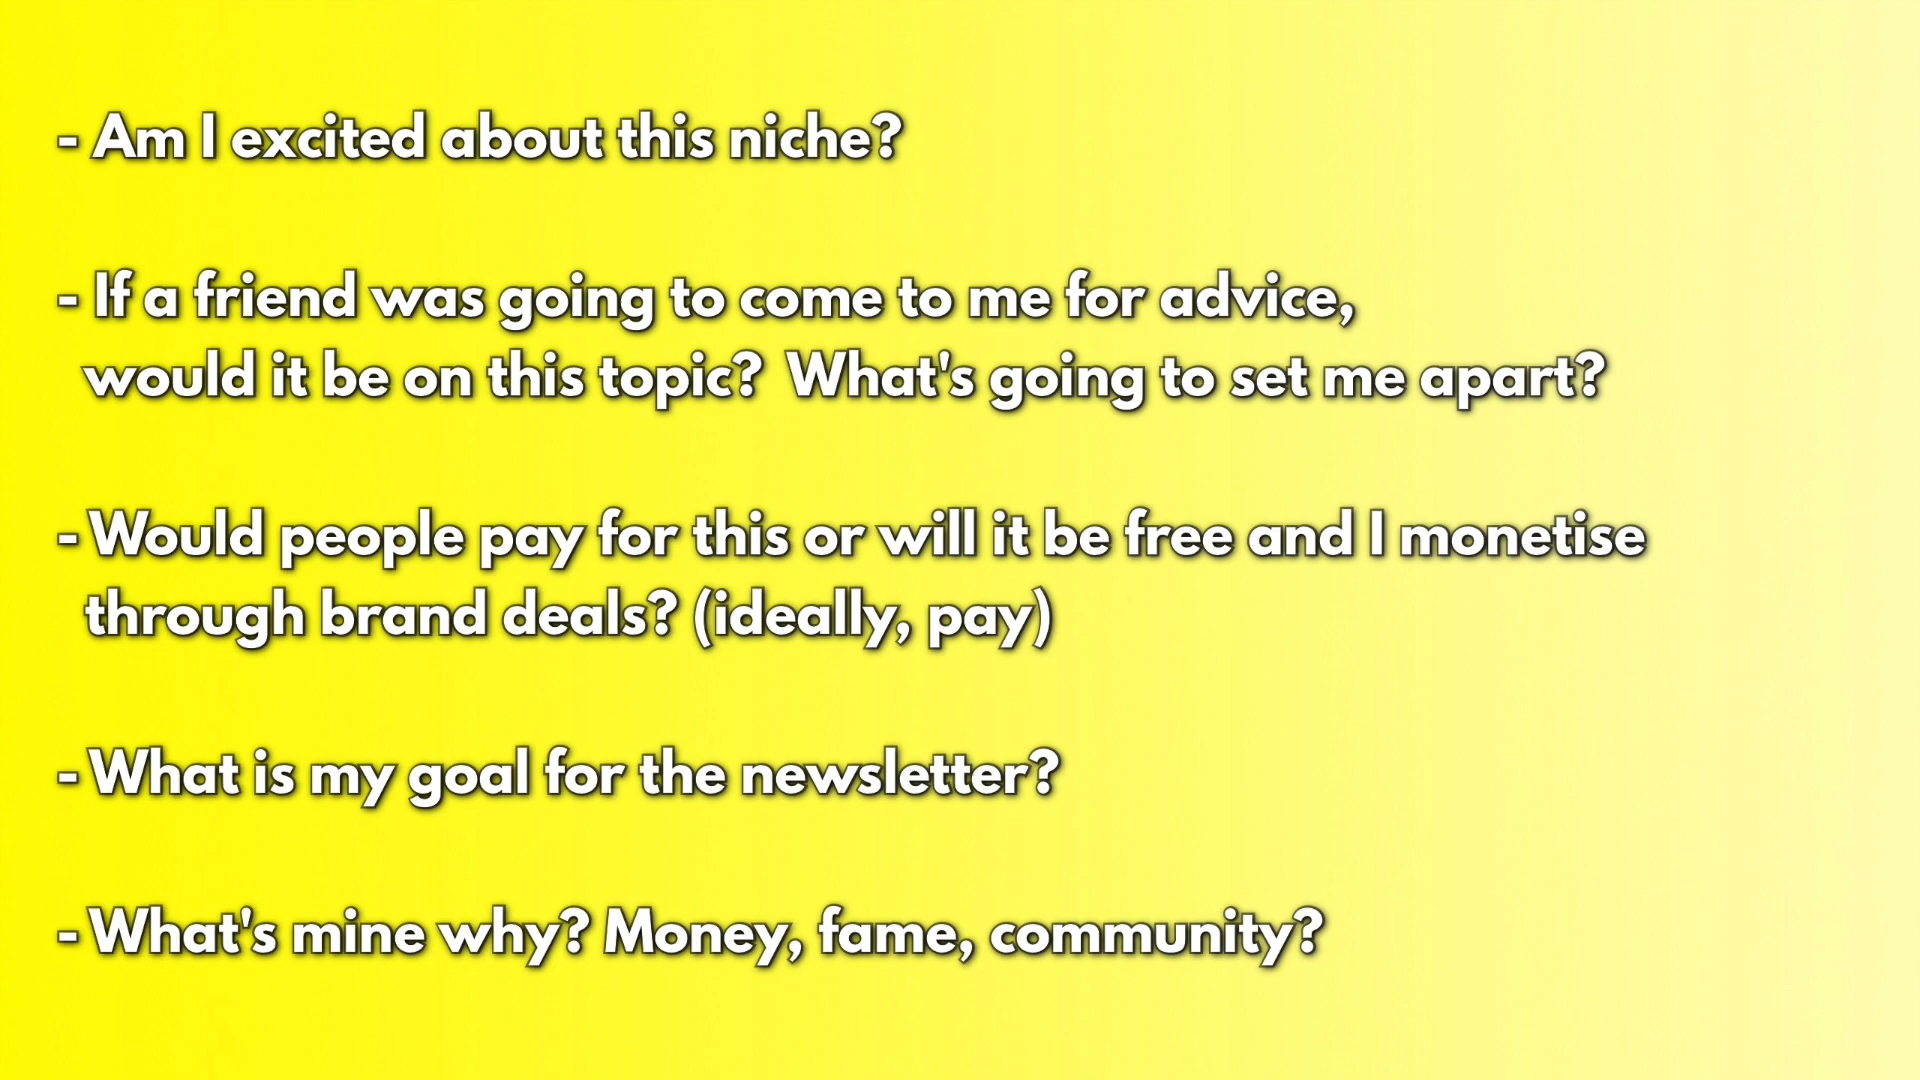 - Am I excited about this niche?
- If a friend was going to come to me for advice,
would it be on this topic?  What's going to set me apart?
- Would people pay for this or will it be free and I monetise
through brand deals? (ideally, pay)
- What is my goal for the newsletter?
- What's mine why? Money, fame, community?